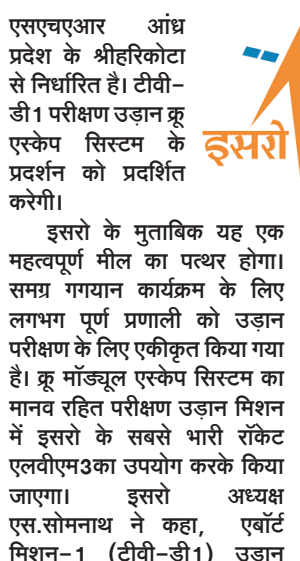 एसएचएआर आंध्र
प्रदेश के श्रीहरिकोटा
से निर्धारित है। टीवी-
डी1 परीक्षण उड़ान क्रू
एस्केप सिस्टम के
प्रदर्शन को प्रदर्शित
करेगी।
इसरो
इसरो के मुताबिक यह एक
महत्वपूर्ण मील का पत्थर होगा।
समग्र गगयान कार्यक्रम के लिए
लगभग पूर्ण प्रणाली को उड़ान
परीक्षण के लिए एकीकृत किया गया
है। क्रू मॉड्यूल एस्केप सिस्टम का
मानव रहित परीक्षण उड़ान मिशन
में इसरो के सबसे भारी रॉकेट
एलवीएम3का उपयोग करके किया
जाएगा। इसरो अध्यक्ष
एस.सोमनाथ ने कहा, एबॉर्ट
मिशन-1 (टीवी-डी1) उड़ान